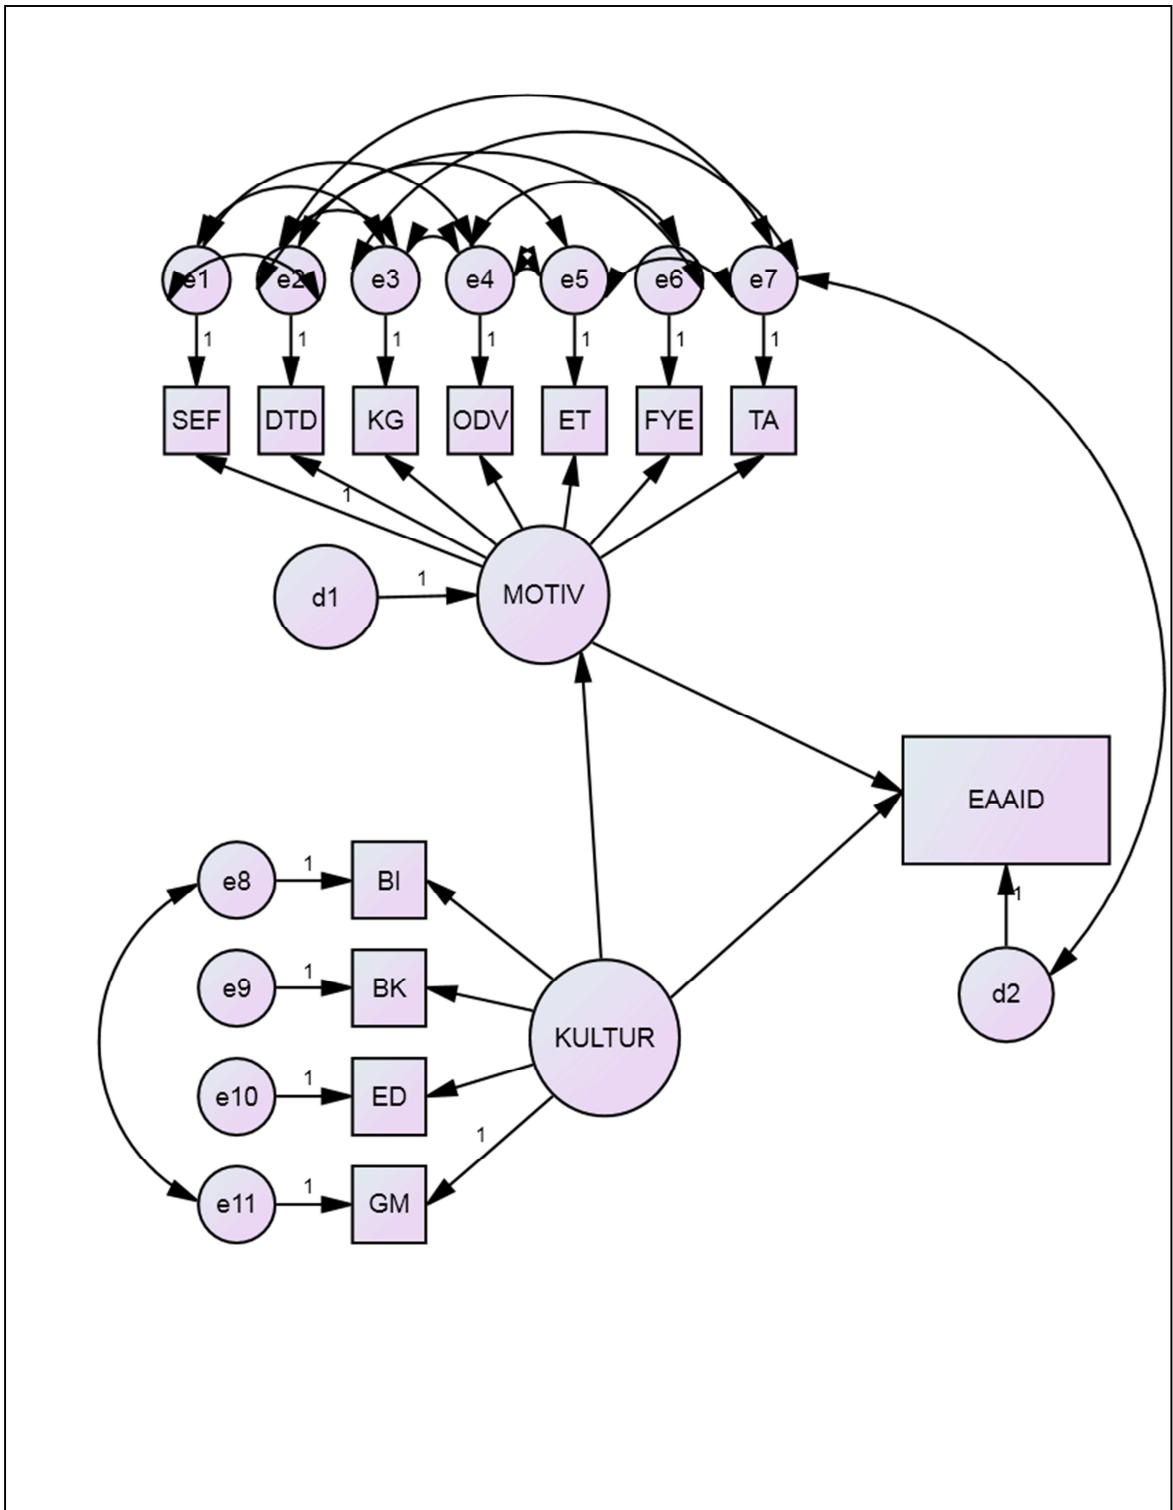 e1 e2 e3 e4 e5 e6 e7
1 1 1 1 1 1 1
SEF DTD KG ODV ET FYE TA
1
d1 1 MOTIV
EAAID
1
d2
e8 1 BI
e9 1 BK
KULTUR
e10 1 ED
1
e11 1 GM